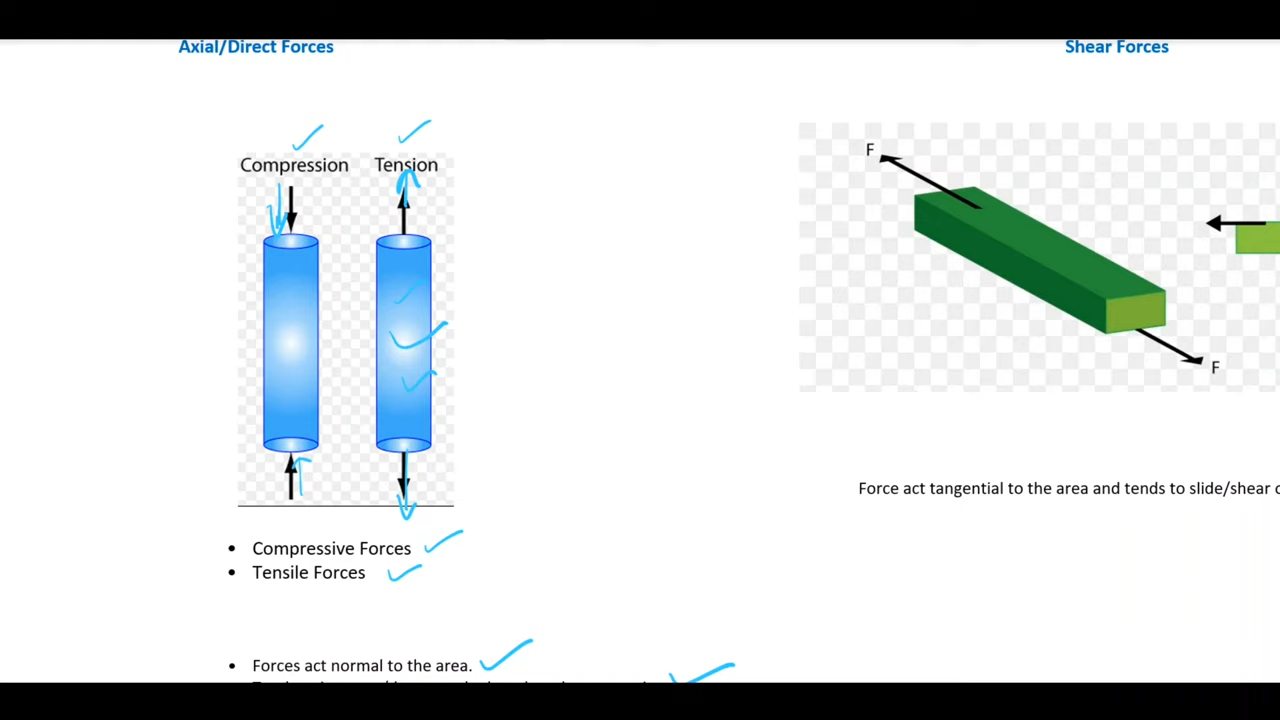 Axial/Direct Forces
Shear Forces
Compression
Tension
F
F
Force act tangential to the area and tends to slide/shear
• Compressive Forces
• Tensile Forces
• Forces act normal to the area.